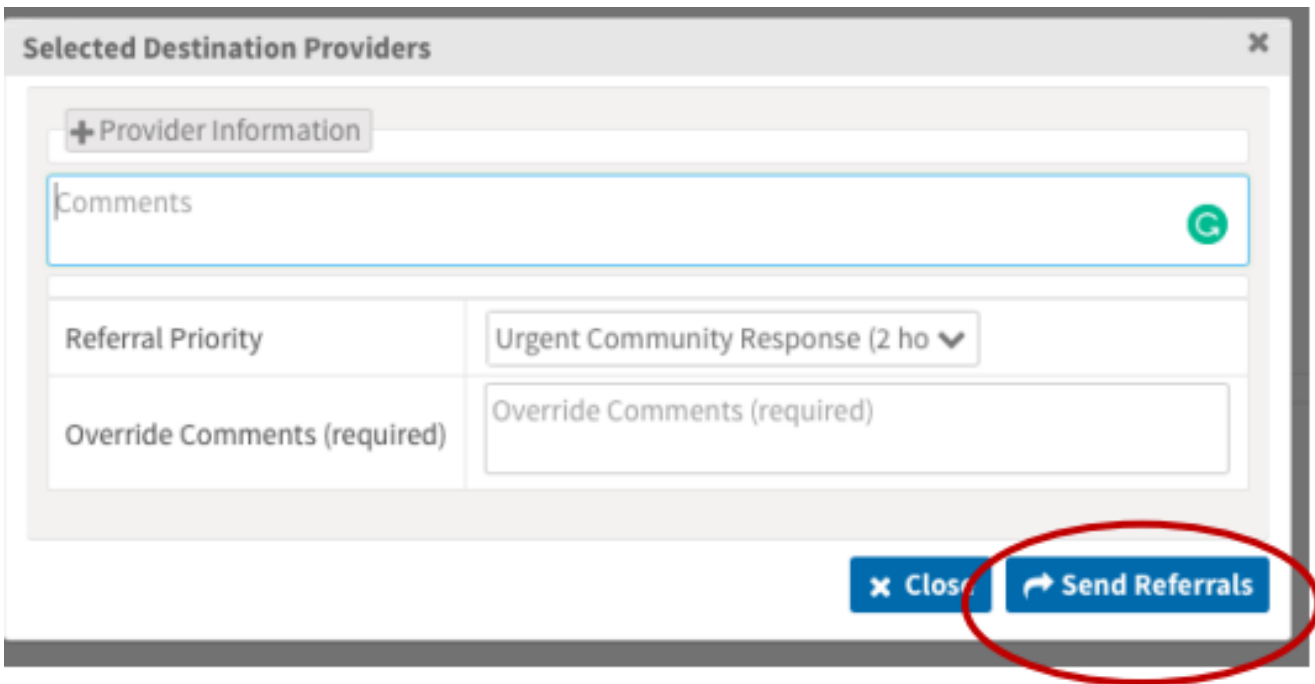 Selected Destination Providers
Provider Information
Comments
Referral Priority
Urgent Community Response (2 ho
Override Comments (required)
Override Comments (required)
Close
Send Referrals